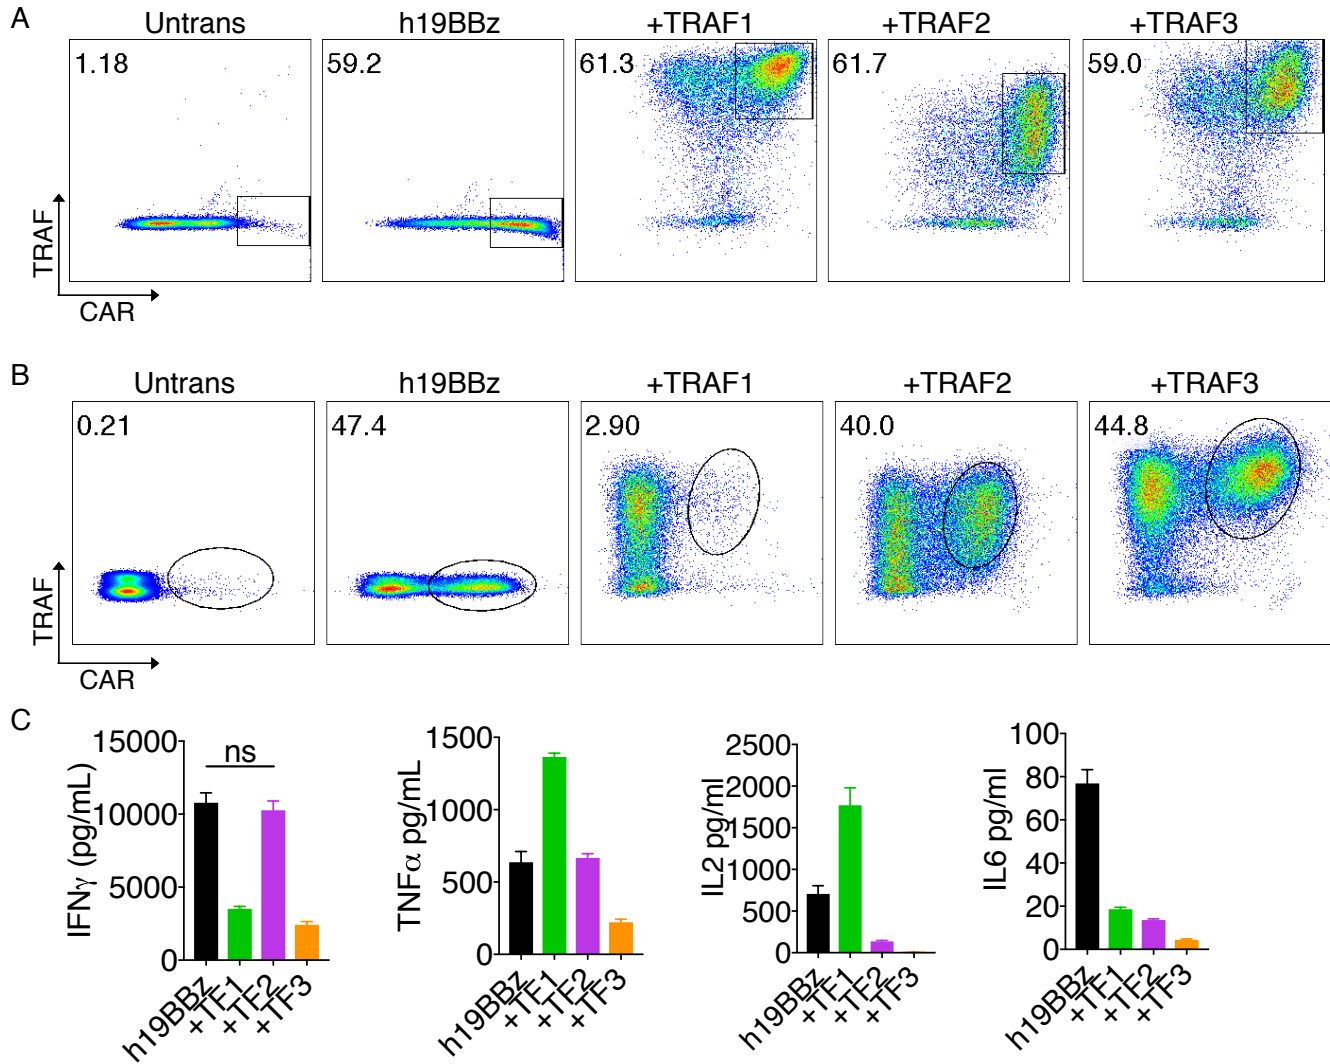 A
Untrans
h19BBz
+TRAF1
+TRAF2
+TRAF3
1.18
59.2
61.3
61.7
59.0
TRAF
CAR
B
Untrans
h19BBz
+TRAF1
+TRAF2
+TRAF3
0.21
47.4
2.90
40.0
44.8
TRAF
CAR
C
IFNγ (pg/mL)
15000
10000
5000
0
ns
h19BBz
+TF1
+TF2
+TF3
TNFα pg/mL
1500
1000
500
0
h19BBz
+TF1
+TF2
+TF3
IL2 pg/ml
2500
2000
1500
1000
500
0
h19BBz
+TF1
+TF2
+TF3
IL6 pg/ml
100
80
60
40
20
0
h19BBz
+TF1
+TF2
+TF3